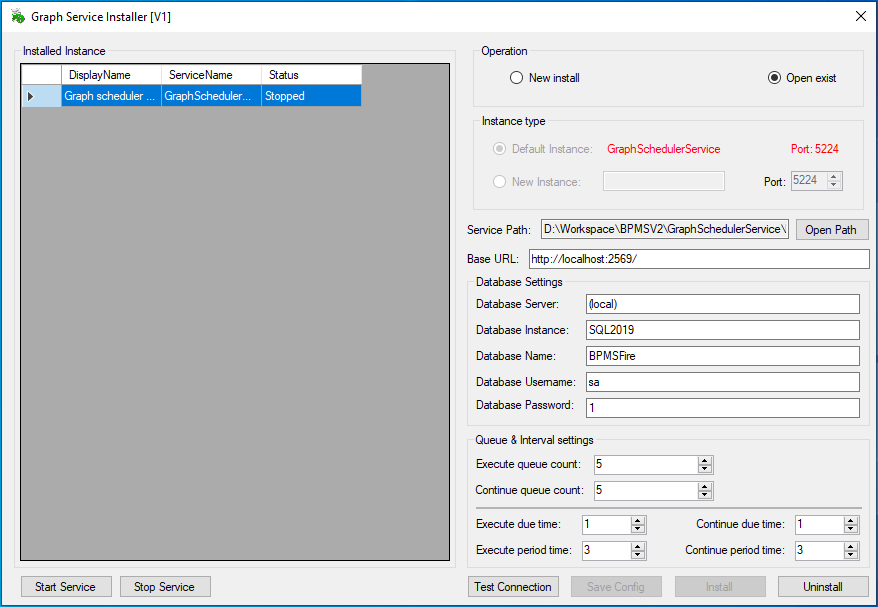 Graph Service Installer [V1]
Installed Instance
DisplayName ServiceName Status
Graph scheduler ... GraphScheduler... Stopped
Start Service Stop Service
Operation
New install Open exist
Instance type
Default Instance: GraphSchedulerService Port: 5224
New Instance: Port: 5224
Service Path: D:\Workspace\BPMSV2\GraphSchedulerService\ Open Path
Base URL: http://localhost:2569/
Database Settings
Database Server: (local)
Database Instance: SQL2019
Database Name: BPMSFire
Database Username: sa
Database Password: 1
Queue & Interval settings
Execute queue count: 5
Continue queue count: 5
Execute due time: 1 Continue due time: 1
Execute period time: 3 Continue period time: 3
Test Connection Save Config Install Uninstall